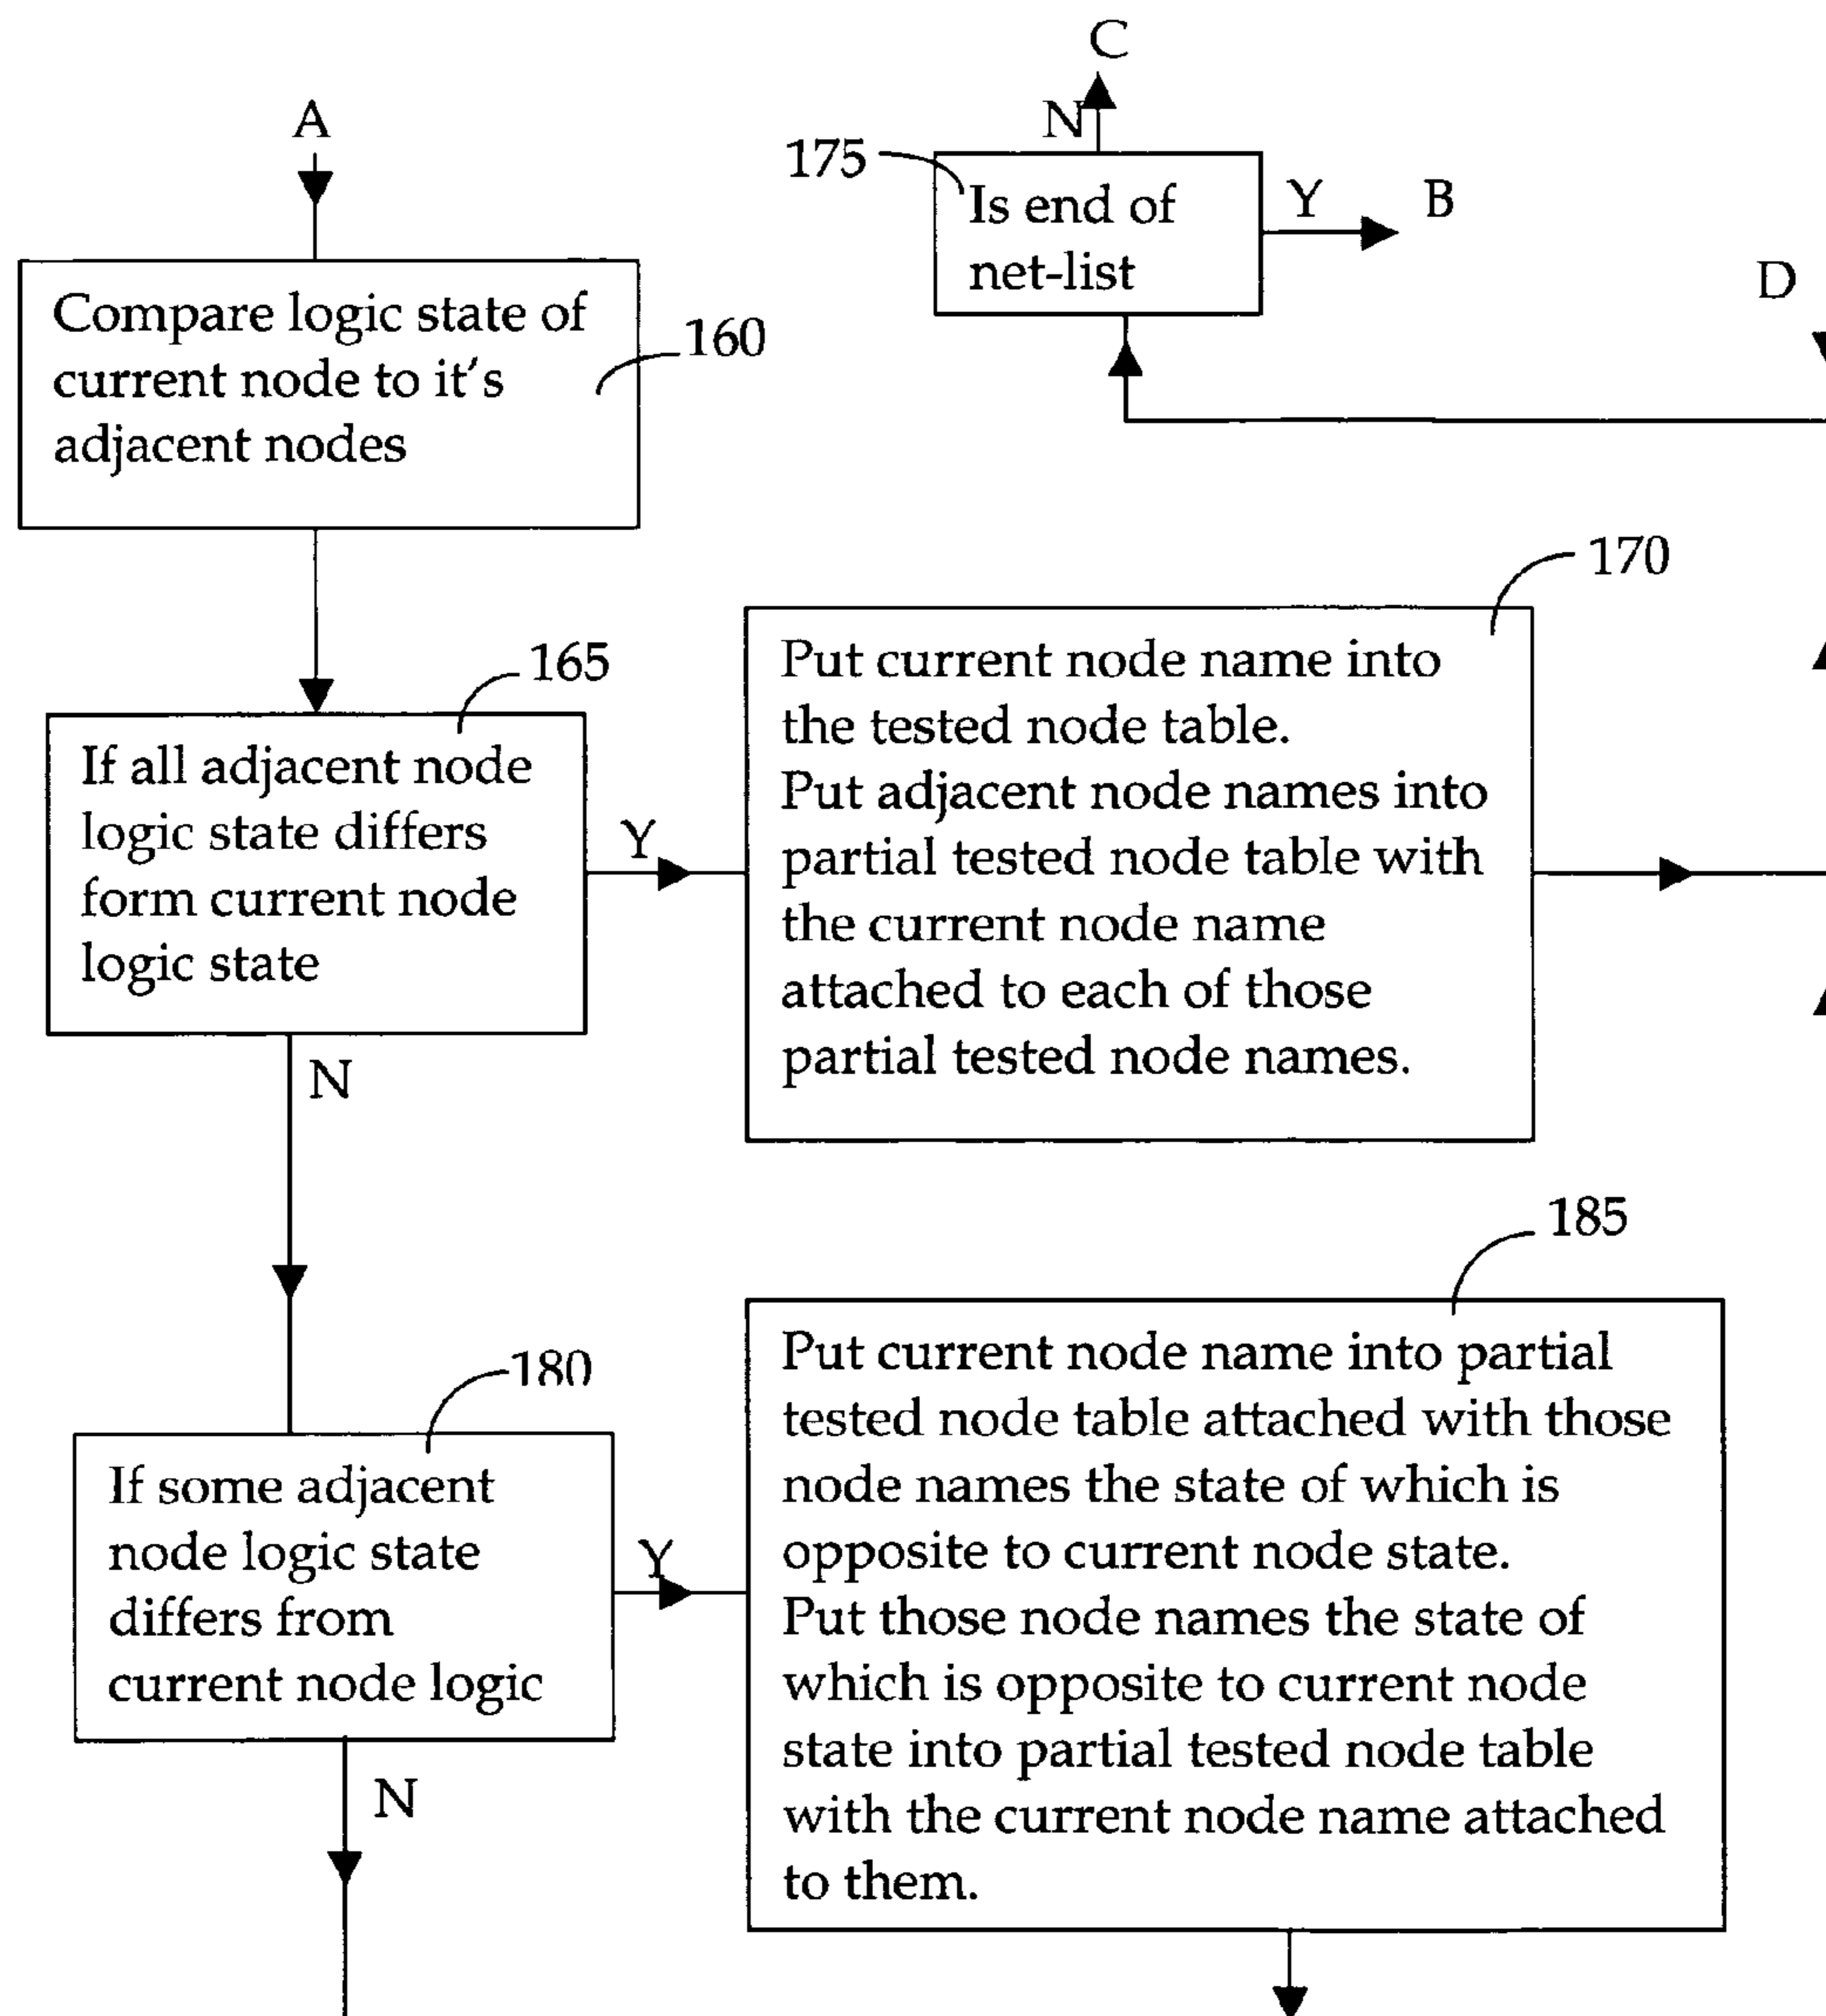 A
Compare logic state of
current node to it's
adjacent nodes
160
C
N
175
Is end of
net-list
Y
B
D
165
If all adjacent node
logic state differs
form current node
logic state
Y
N
170
Put current node name into
the tested node table.
Put adjacent node names into
partial tested node table with
the current node name
attached to each of those
partial tested node names.
180
If some adjacent
node logic state
differs from
current node logic
Y
N
185
Put current node name into partial
tested node table attached with those
node names the state of which is
opposite to current node state.
Put those node names the state of
which is opposite to current node
state into partial tested node table
with the current node name attached
to them.